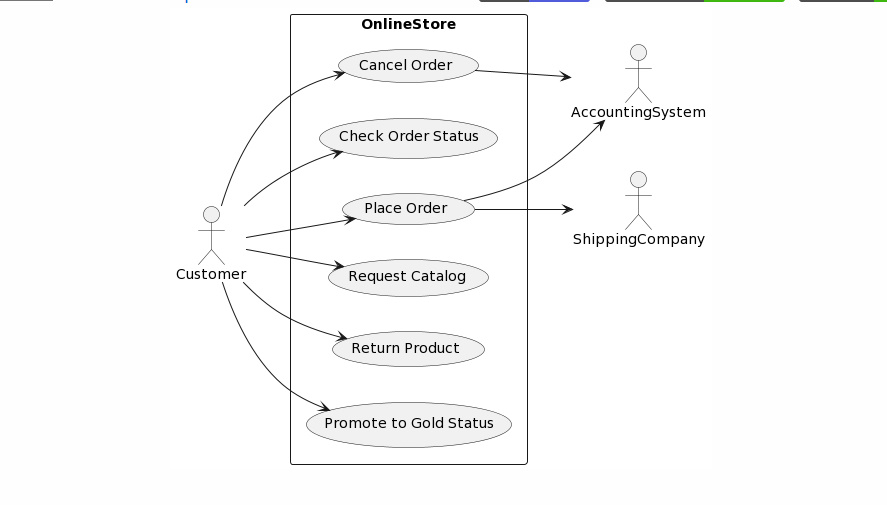 OnlineStore
Cancel Order
AccountingSystem
Check Order Status
Place Order
ShippingCompany
Customer
Request Catalog
Return Product
Promote to Gold Status